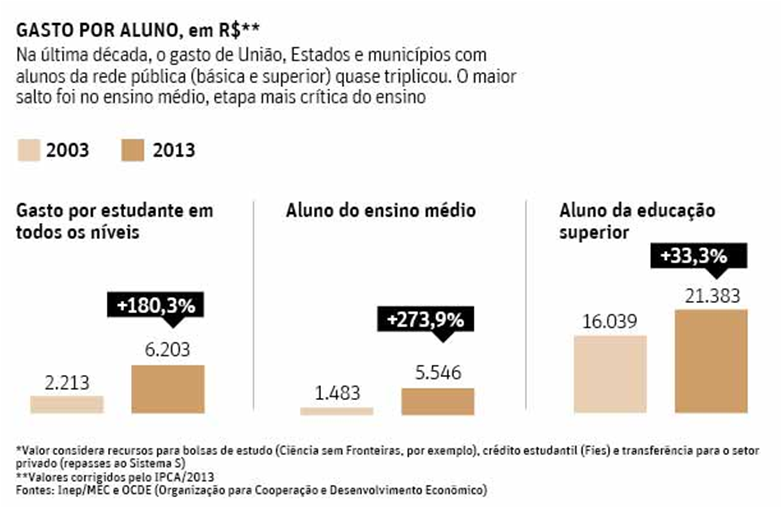 GASTO POR ALUNO, em R$**
Na última década, o gasto de União, Estados e municípios com
alunos da rede pública (básica e superior) quase triplicou. O maior
salto foi no ensino médio, etapa mais crítica do ensino
2003
2013
Gasto por estudante em
todos os níveis
+180,3%
2.213
6.203
Aluno do ensino médio
+273,9%
1.483
5.546
Aluno da educação
superior
+33,3%
16.039
21.383
*Valor considera recursos para bolsas de estudo (Ciência sem Fronteiras, por exemplo), crédito estudantil (Fies) e transferência para o setor
privado (repasses ao Sistema S)
**Valores corrigidos pelo IPCA/2013
Fontes: Inep/MEC e OCDE (Organização para Cooperação e Desenvolvimento Econômico)